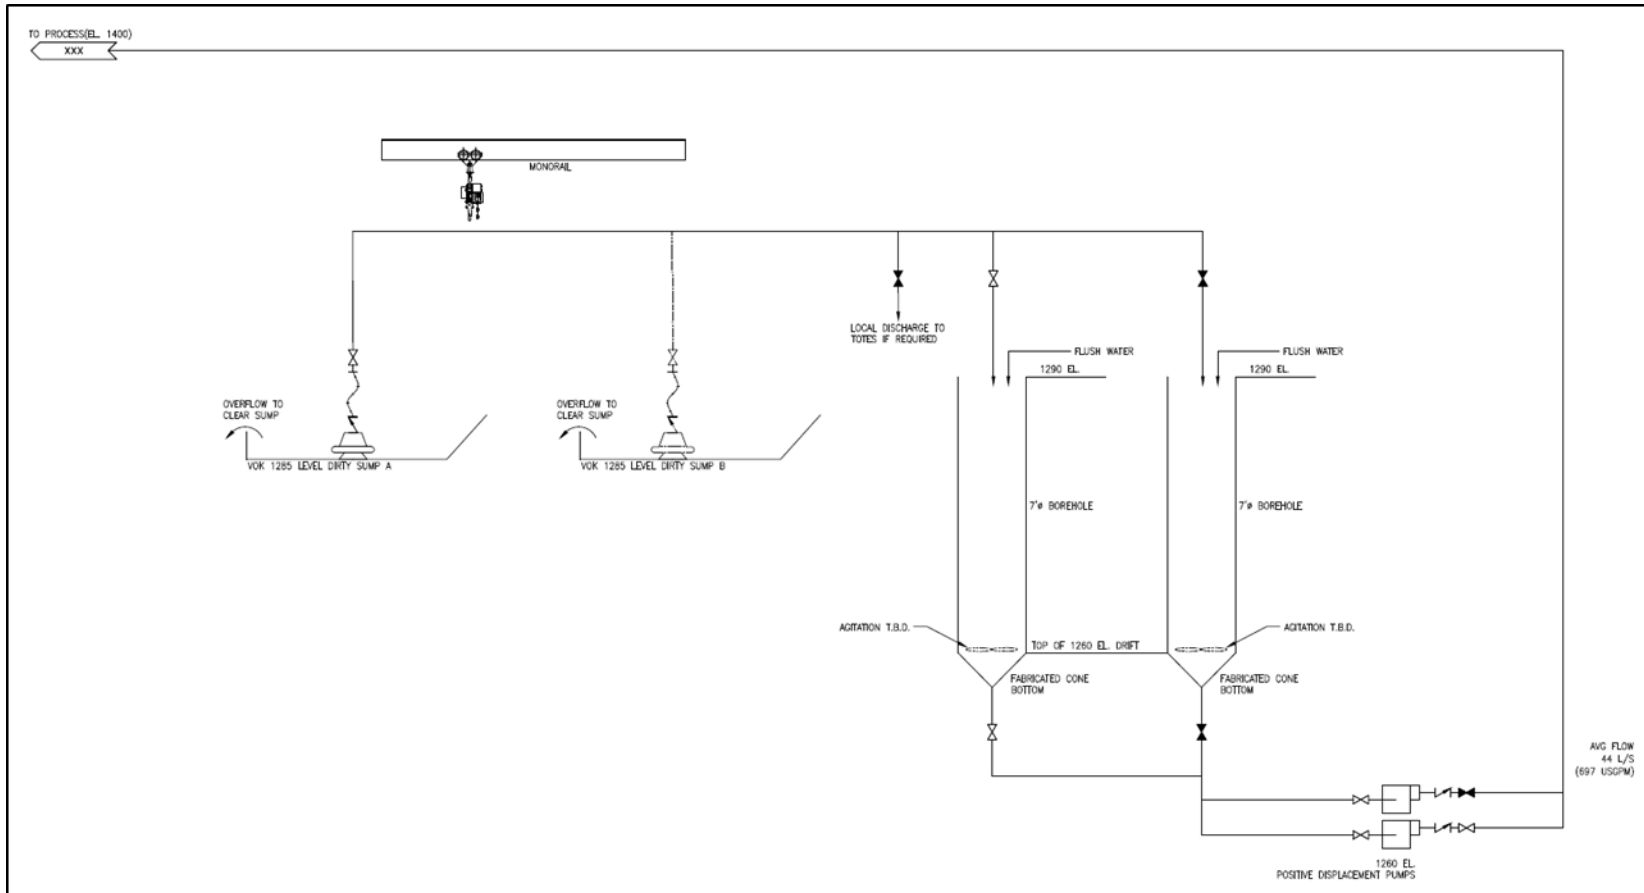 TO PROCESS(EL. 1400)
XXX
MONORAIL
LOCAL DISCHARGE TO
TOTES IF REQUIRED
FLUSH WATER
FLUSH WATER
1290 EL.
1290 EL.
OVERFLOW TO
CLEAR SUMP
OVERFLOW TO
CLEAR SUMP
VOK 1285 LEVEL DIRTY SUMP A
VOK 1285 LEVEL DIRTY SUMP B
7'ø BOREHOLE
7'ø BOREHOLE
AGITATION T.B.D.
AGITATION T.B.D.
TOP OF 1260 EL. DRIFT
FABRICATED CONE
BOTTOM
FABRICATED CONE
BOTTOM
AVG FLOW
44 L/S
(697 USGPM)
1260 EL.
POSITIVE DISPLACEMENT PUMPS